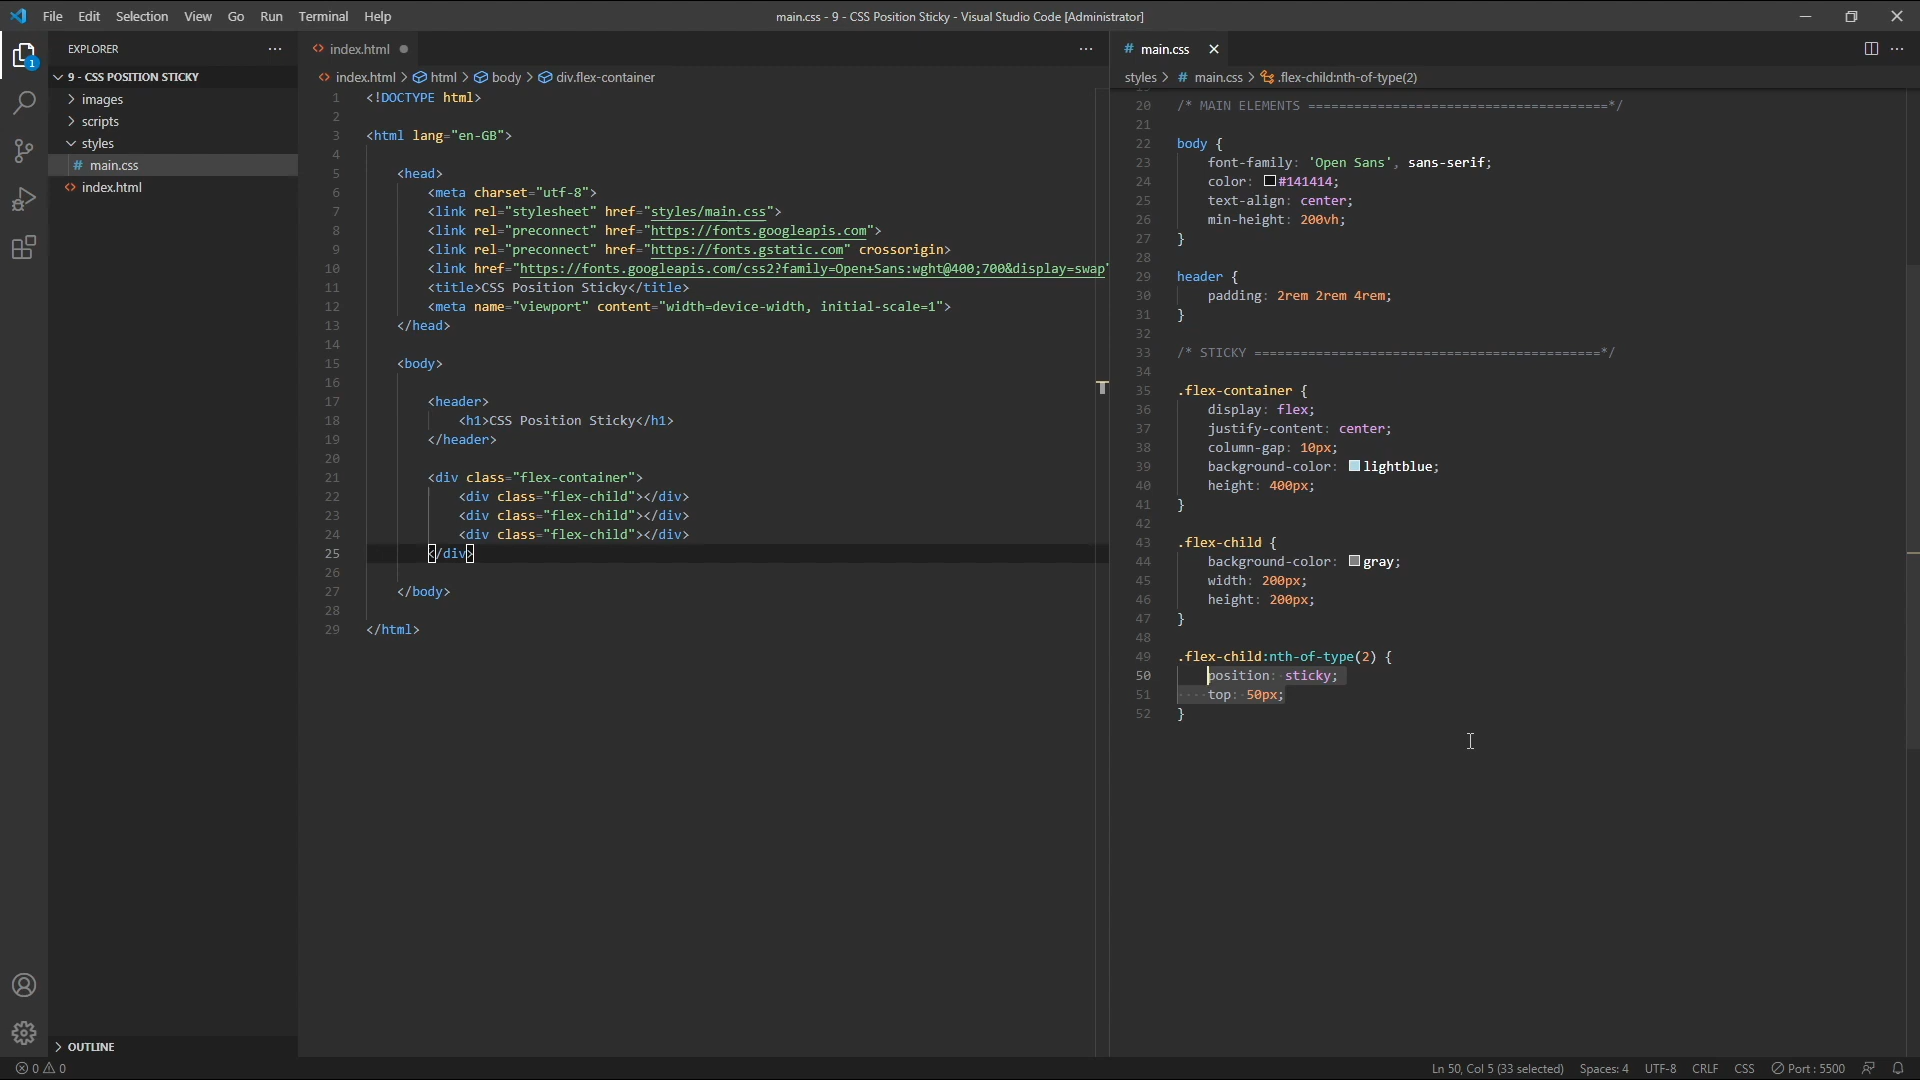 File Edit Selection View Go Run Terminal Help
main.css - 9 - CSS Position Sticky - Visual Studio Code [Administrator]
EXPLORER
1
9 - CSS POSITION STICKY
images
scripts
styles
# main.css
<> index.html
OUTLINE
<> index.html
<> index.html > html > body > div.flex-container
1 <!DOCTYPE html>
2
3 <html lang="en-GB">
4
5 <head>
6 <meta charset="utf-8">
7 <link rel="stylesheet" href="styles/main.css">
8 <link rel="preconnect" href="https://fonts.googleapis.com">
9 <link rel="preconnect" href="https://fonts.gstatic.com" crossorigin>
10 <link href="https://fonts.googleapis.com/css2?family=Open+Sans:wght@400;700&display=swap"
11 <title>CSS Position Sticky</title>
12 <meta name="viewport" content="width=device-width, initial-scale=1">
13 </head>
14
15 <body>
16
17 <header>
18 <h1>CSS Position Sticky</h1>
19 </header>
20
21 <div class="flex-container">
22 <div class="flex-child"></div>
23 <div class="flex-child"></div>
24 <div class="flex-child"></div>
25 </div>
26
27 </body>
28
29 </html>
# main.css
styles > # main.css > .flex-child:nth-of-type(2)
20 /* MAIN ELEMENTS =======================================*/
21
22 body {
23 font-family: 'Open Sans', sans-serif;
24 color: #141414;
25 text-align: center;
26 min-height: 200vh;
27 }
28
29 header {
30 padding: 2rem 2rem 4rem;
31 }
32
33 /* STICKY =============================================*/
34
35 .flex-container {
36 display: flex;
37 justify-content: center;
38 column-gap: 10px;
39 background-color: lightblue;
40 height: 400px;
41 }
42
43 .flex-child {
44 background-color: gray;
45 width: 200px;
46 height: 200px;
47 }
48
49 .flex-child:nth-of-type(2) {
50 position: sticky;
51 top: 50px;
52 }
0 0
Ln 50, Col 5 (33 selected) Spaces: 4 UTF-8 CRLF CSS Port : 5500